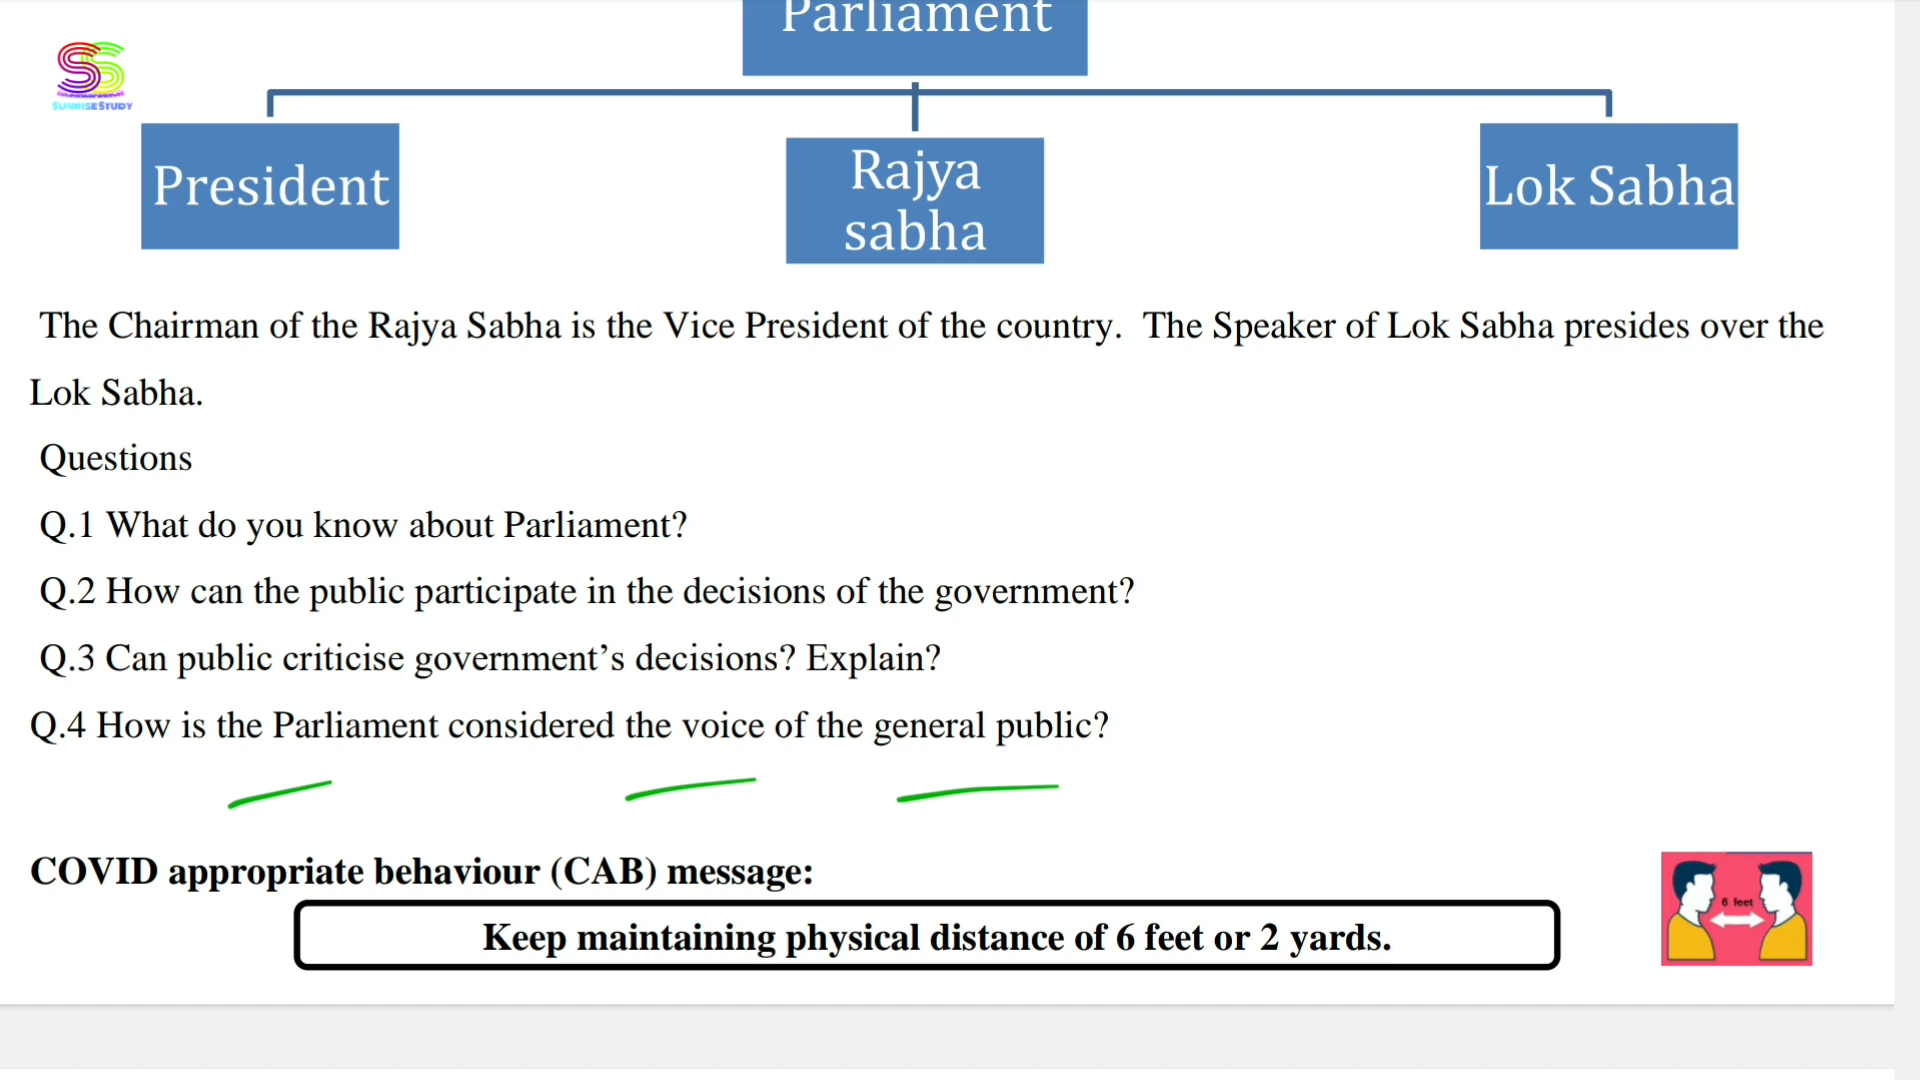 Parliament
SUNRISE STUDY
President
Rajya
sabha
Lok Sabha
The Chairman of the Rajya Sabha is the Vice President of the country. The Speaker of Lok Sabha presides over the
Lok Sabha.
Questions
Q.1 What do you know about Parliament?
Q.2 How can the public participate in the decisions of the government?
Q.3 Can public criticise government’s decisions? Explain?
Q.4 How is the Parliament considered the voice of the general public?
COVID appropriate behaviour (CAB) message:
Keep maintaining physical distance of 6 feet or 2 yards.
6 feet